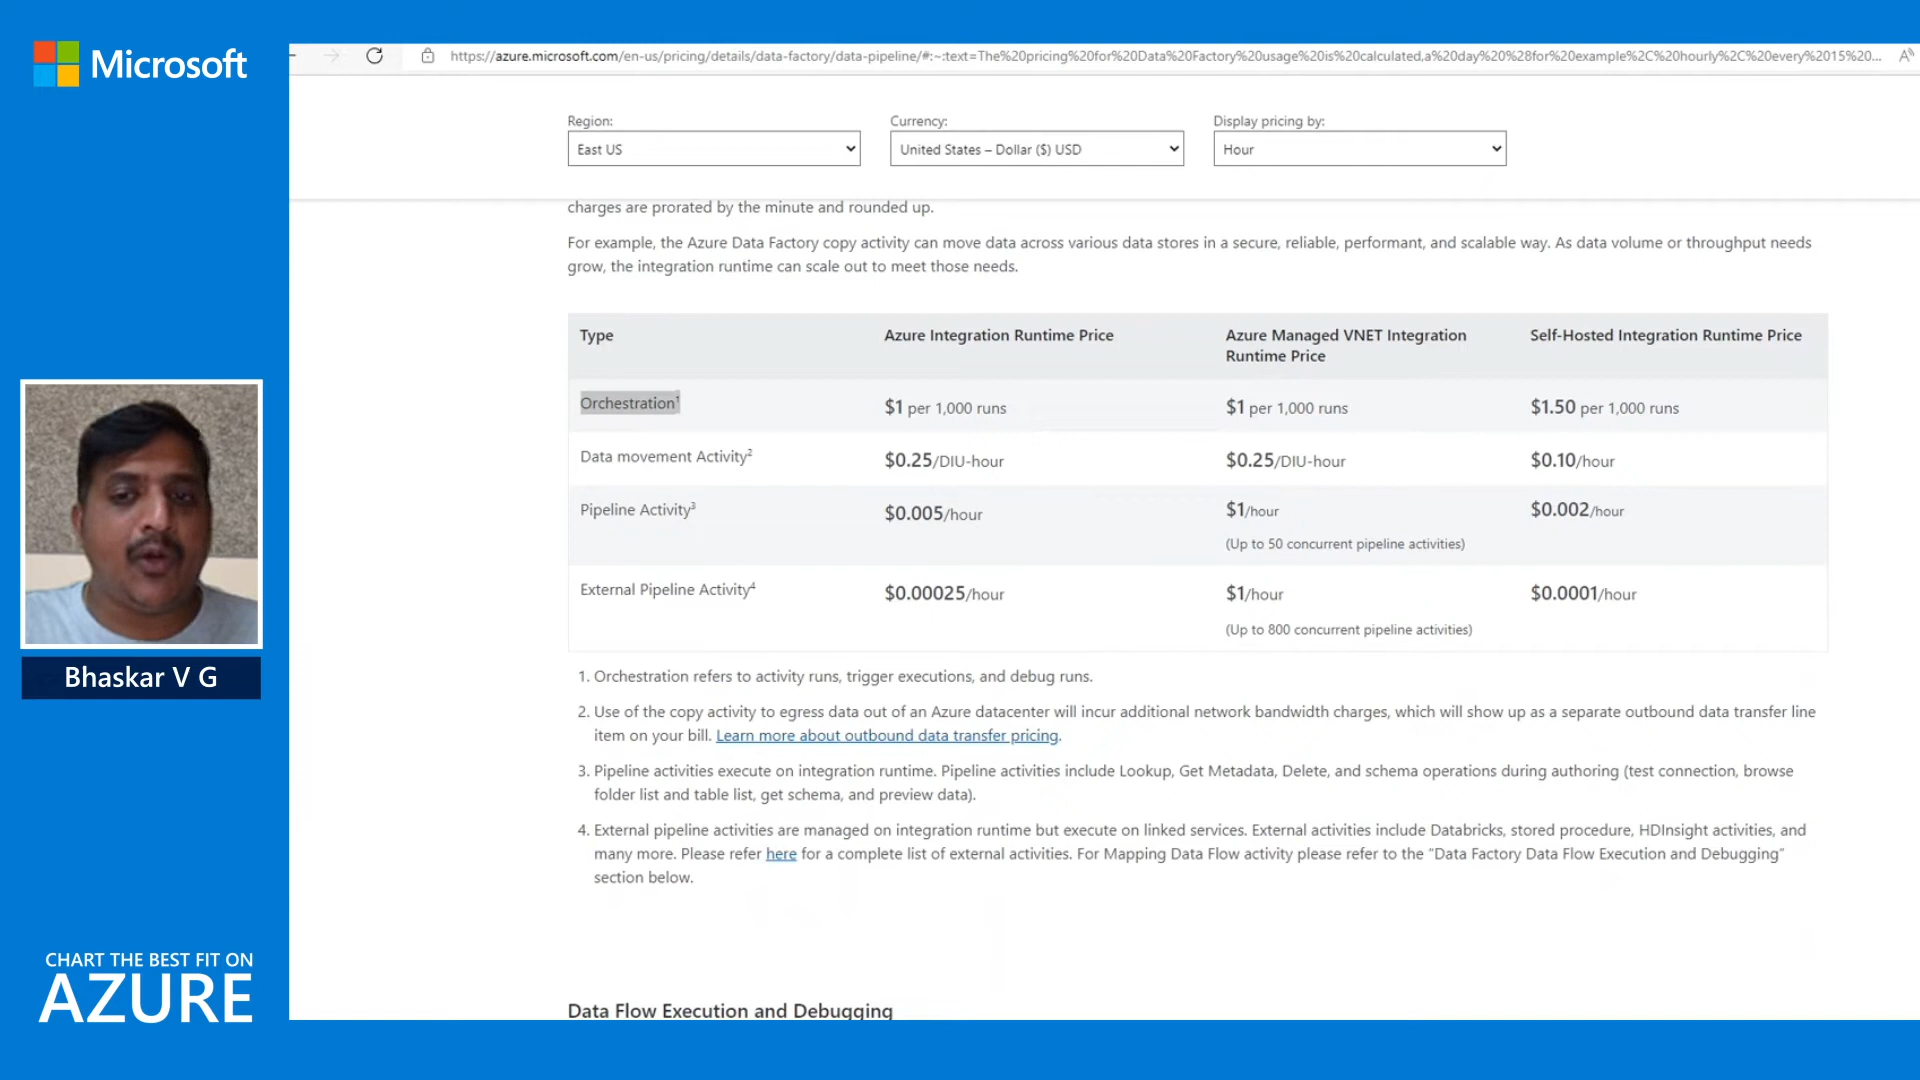 Microsoft
https://azure.microsoft.com/en-us/pricing/details/data-factory/data-pipeline/#:~:text=The%20pricing%20for%20Data%20Factory%20usage%20is%20calculated,a%20day%20%28for%20example%2C%20hourly%2C%20every%2015%20...
Region:
East US
Currency:
United States – Dollar ($) USD
Display pricing by:
Hour
charges are prorated by the minute and rounded up.
For example, the Azure Data Factory copy activity can move data across various data stores in a secure, reliable, performant, and scalable way. As data volume or throughput needs
grow, the integration runtime can scale out to meet those needs.
Type
Azure Integration Runtime Price
Azure Managed VNET Integration
Runtime Price
Self-Hosted Integration Runtime Price
Orchestration¹
$1 per 1,000 runs
$1 per 1,000 runs
$1.50 per 1,000 runs
Data movement Activity²
$0.25/DIU-hour
$0.25/DIU-hour
$0.10/hour
Pipeline Activity³
$0.005/hour
$1/hour
(Up to 50 concurrent pipeline activities)
$0.002/hour
External Pipeline Activity⁴
$0.00025/hour
$1/hour
(Up to 800 concurrent pipeline activities)
$0.0001/hour
1. Orchestration refers to activity runs, trigger executions, and debug runs.
2. Use of the copy activity to egress data out of an Azure datacenter will incur additional network bandwidth charges, which will show up as a separate outbound data transfer line
item on your bill. Learn more about outbound data transfer pricing.
3. Pipeline activities execute on integration runtime. Pipeline activities include Lookup, Get Metadata, Delete, and schema operations during authoring (test connection, browse
folder list and table list, get schema, and preview data).
4. External pipeline activities are managed on integration runtime but execute on linked services. External activities include Databricks, stored procedure, HDInsight activities, and
many more. Please refer here for a complete list of external activities. For Mapping Data Flow activity please refer to the “Data Factory Data Flow Execution and Debugging”
section below.
Data Flow Execution and Debugging
Bhaskar V G
CHART THE BEST FIT ON
AZURE